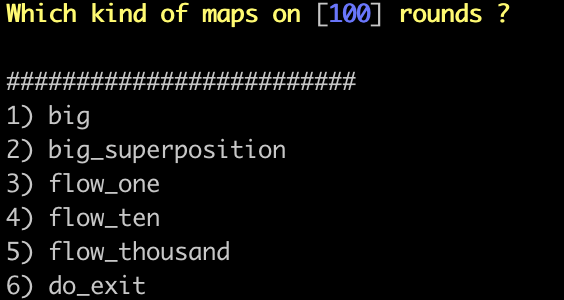 Which kind of maps on [100] rounds ?
#########################
1) big
2) big_superposition
3) flow_one
4) flow_ten
5) flow_thousand
6) do_exit